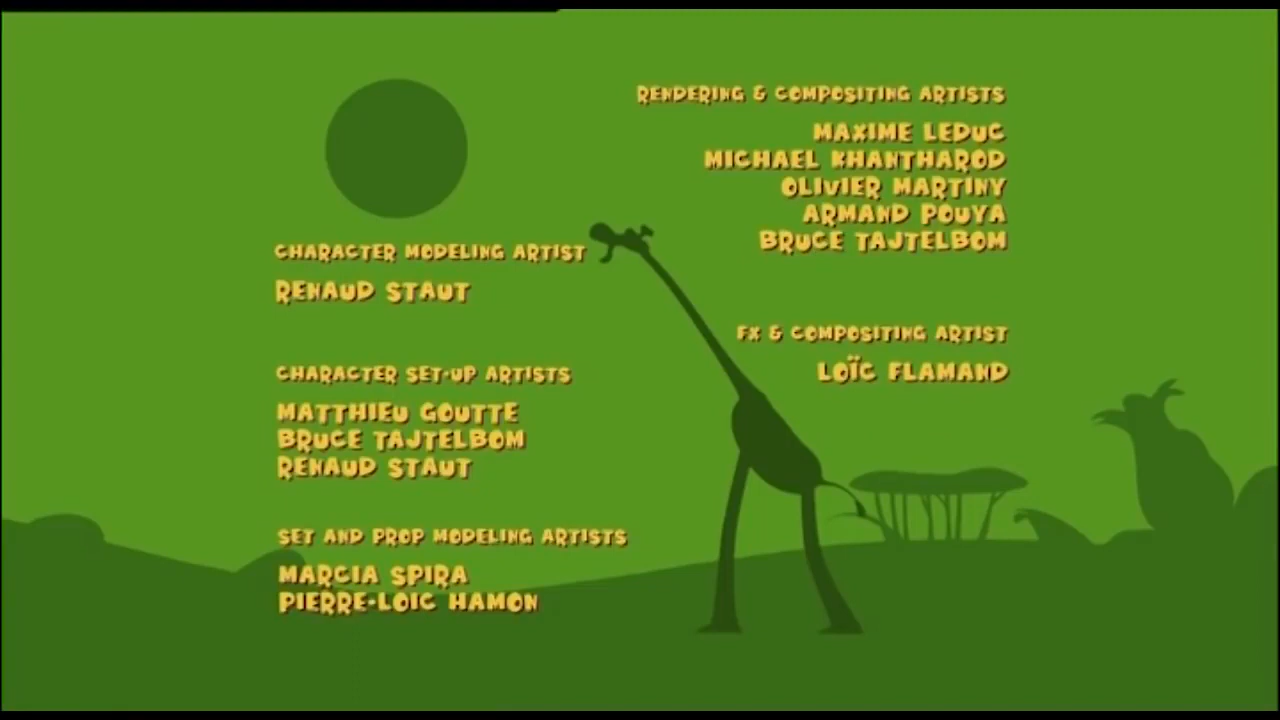 CHARACTER MODELING ARTIST
RENAUD STAUT
CHARACTER SET-UP ARTISTS
MATTHIEU GOUTTE
BRUCE TAJTELBOM
RENAUD STAUT
SET AND PROP MODELING ARTISTS
MARCIA SPIRA
PIERRE-LOIC HAMON
RENDERING & COMPOSITING ARTISTS
MAXIME LEDUC
MICHAEL KHANTHAROD
OLIVIER MARTINY
ARMAND POUYA
BRUCE TAJTELBOM
FX & COMPOSITING ARTIST
LOÏC FLAMAND